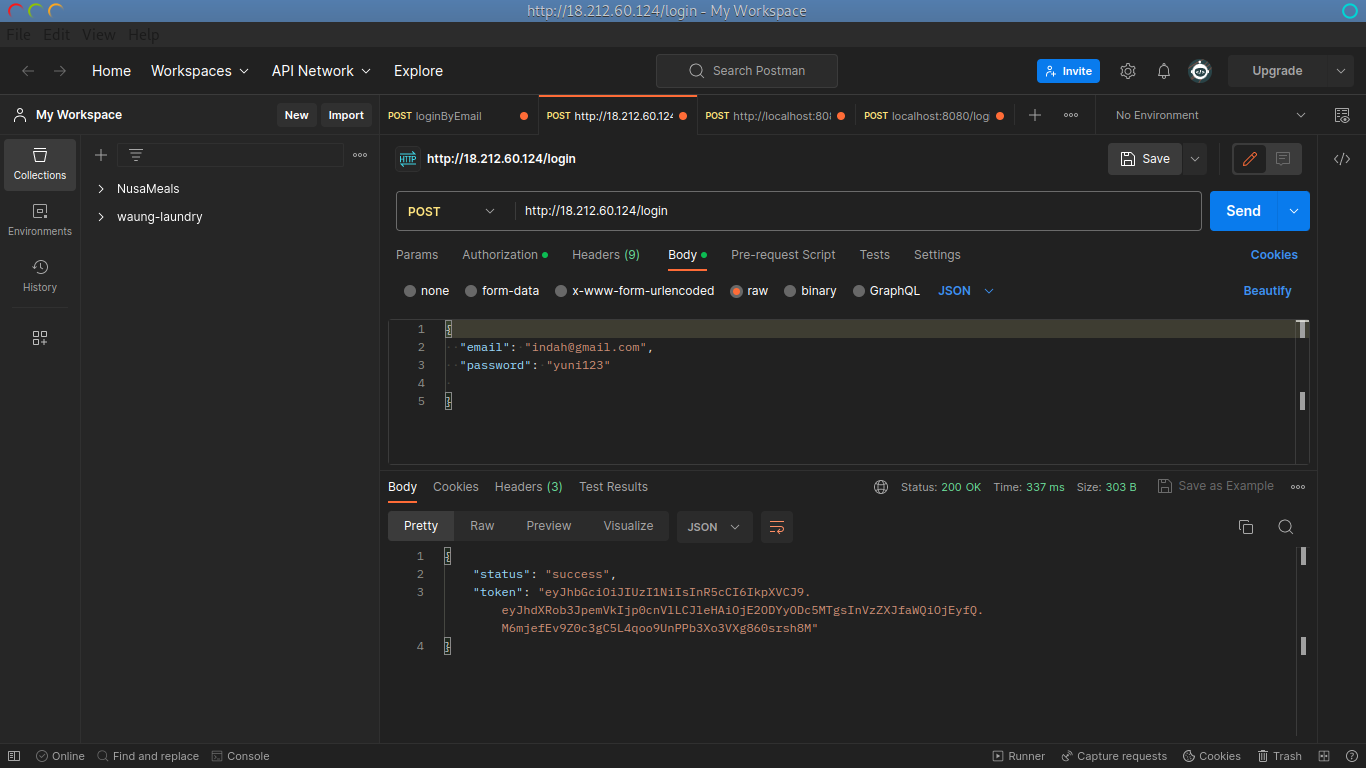 http://18.212.60.124/login - My Workspace
File Edit View Help
Home Workspaces API Network Explore Search Postman Invite Upgrade
My Workspace New Import POST loginByEmail POST http://18.212.60.124 POST http://localhost:808 POST localhost:8080/logi No Environment
Collections
Environments
History
NusaMeals
waung-laundry
HTTP http://18.212.60.124/login Save
POST http://18.212.60.124/login Send
Params Authorization Headers (9) Body Pre-request Script Tests Settings Cookies
none form-data x-www-form-urlencoded raw binary GraphQL JSON Beautify
1 {
2 "email": "indah@gmail.com",
3 "password": "yuni123"
4
5 }
Body Cookies Headers (3) Test Results Status: 200 OK Time: 337 ms Size: 303 B Save as Example
Pretty Raw Preview Visualize JSON
1 {
2 "status": "success",
3 "token": "eyJhbGciOiJIUzI1NiIsInR5cCI6IkpXVCJ9.
eyJhdXRob3JpemVkIjp0cnVlLCJleHAiOjE2ODYyODc5MTgsInVzZXJfaWQiOjEyfQ.
M6mjefEv9Z0c3gC5L4qoo9UnPPb3Xo3VXg860srsh8M"
4 }
Online Find and replace Console Runner Capture requests Cookies Trash